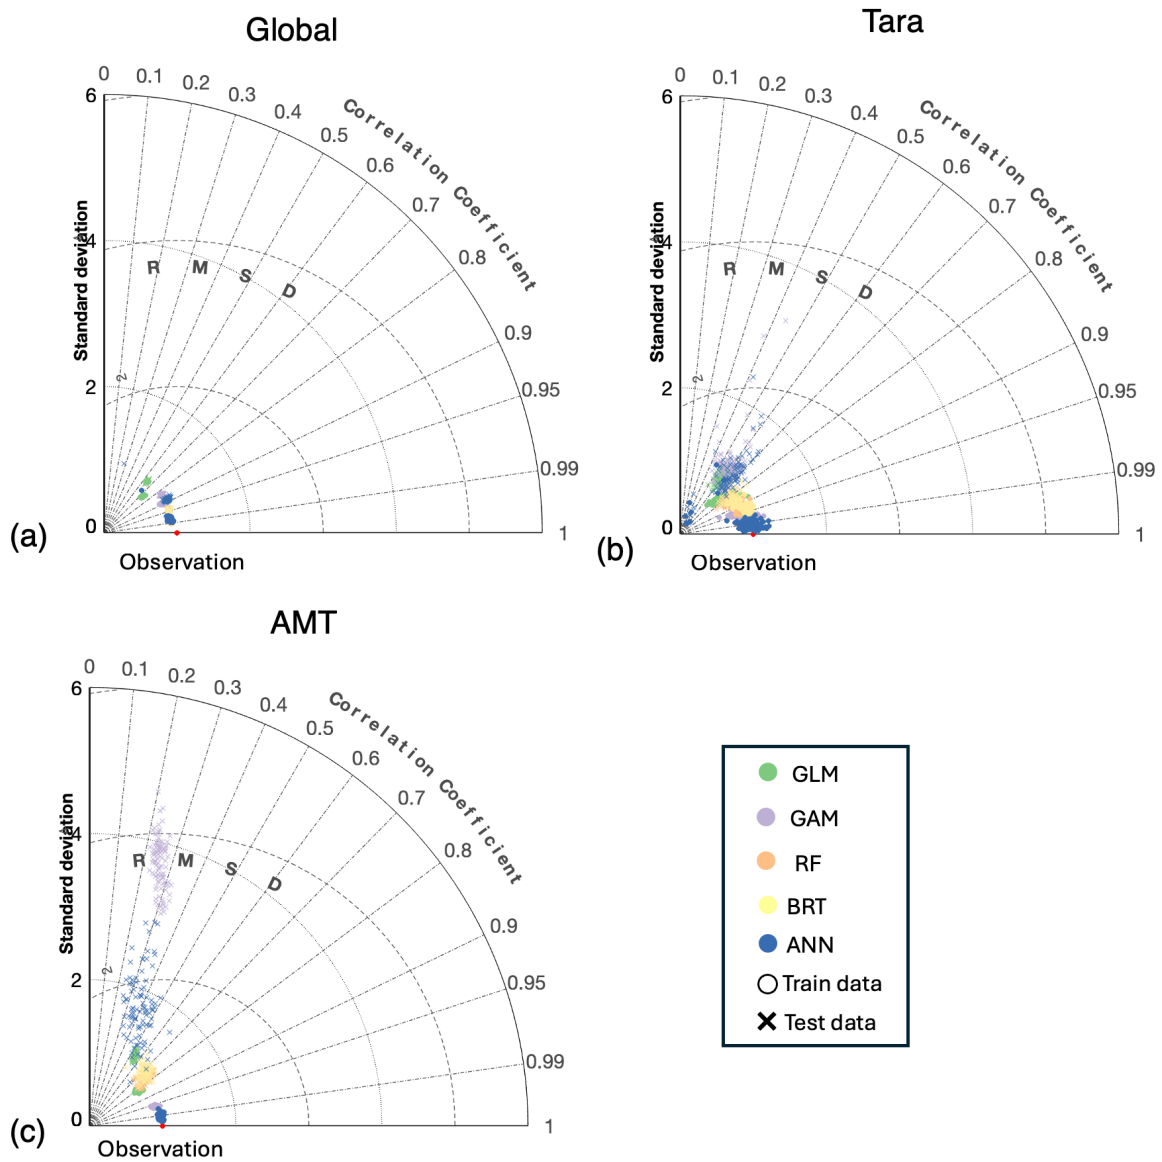 Global
0 0.1 0.2 0.3 0.4 0.5 0.6 0.7 0.8 0.9 0.95 0.99 1
Correlation Coefficient
Standard deviation
6
4
2
0
R M S D
2
(a)
Observation
Tara
0 0.1 0.2 0.3 0.4 0.5 0.6 0.7 0.8 0.9 0.95 0.99 1
Correlation Coefficient
Standard deviation
6
4
2
0
R M S D
2
(b)
Observation
AMT
0 0.1 0.2 0.3 0.4 0.5 0.6 0.7 0.8 0.9 0.95 0.99 1
Correlation Coefficient
Standard deviation
6
4
2
0
R M S D
2
(c)
Observation
GLM
GAM
RF
BRT
ANN
Train data
Test data